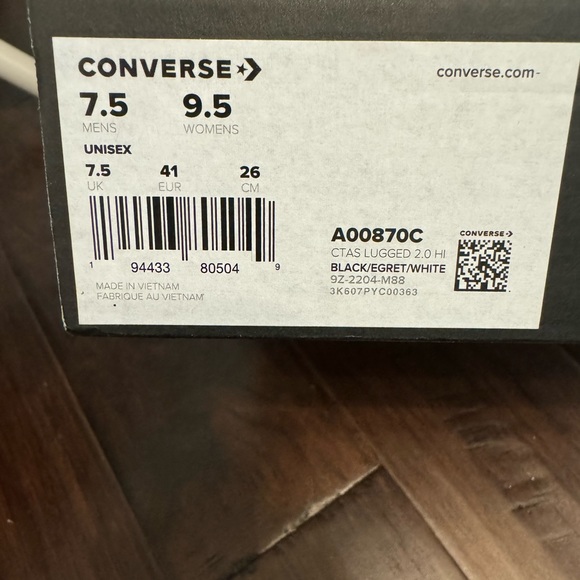 CONVERSE
converse.com-
7.5 9.5
MENS WOMENS
UNISEX
7.5 41 26
UK EUR CM
1 94433 80504 9
MADE IN VIETNAM
FABRIQUE AU VIETNAM
A00870C
CTAS LUGGED 2.0 HI
BLACK/EGRET/WHITE
9Z-2204-M88
3K607PYC00363
CONVERSE